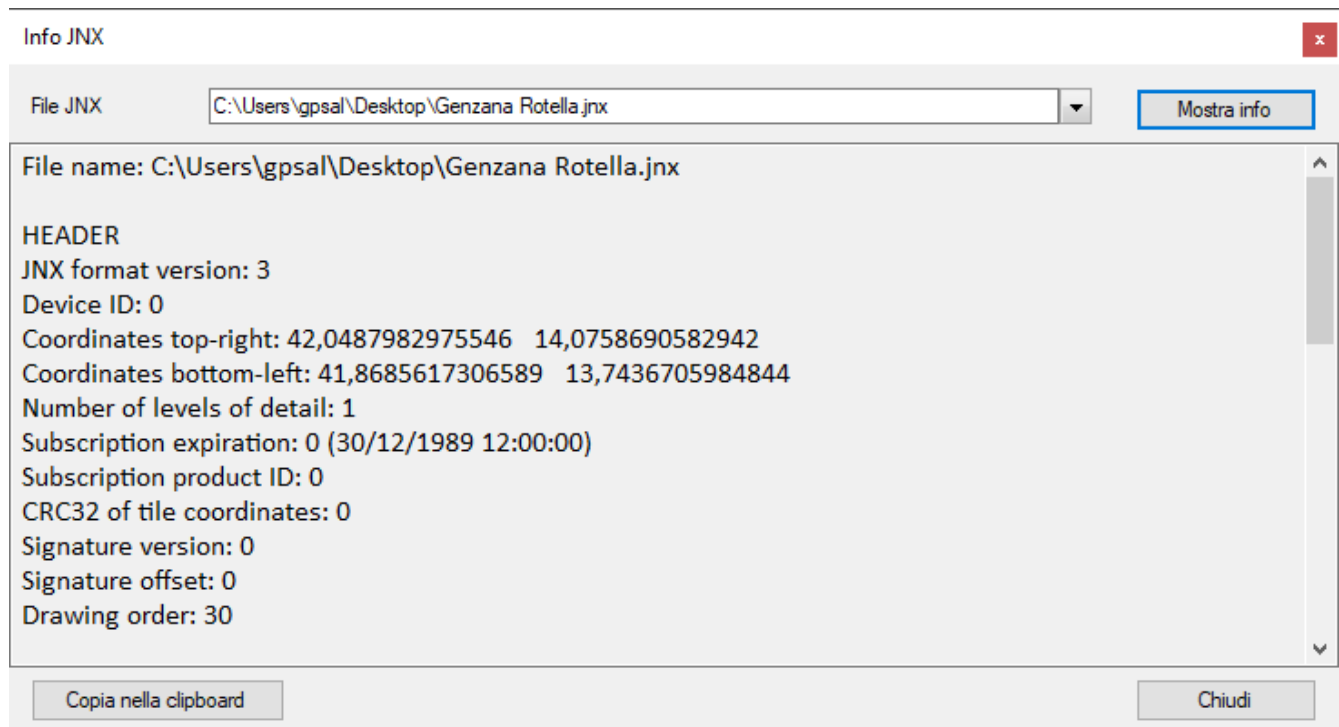 Info JNX
x
File JNX C:\Users\gpsal\Desktop\Genzana Rotella.jnx Mostra info
File name: C:\Users\gpsal\Desktop\Genzana Rotella.jnx
HEADER
JNX format version: 3
Device ID: 0
Coordinates top-right: 42,0487982975546   14,0758690582942
Coordinates bottom-left: 41,8685617306589   13,7436705984844
Number of levels of detail: 1
Subscription expiration: 0 (30/12/1989 12:00:00)
Subscription product ID: 0
CRC32 of tile coordinates: 0
Signature version: 0
Signature offset: 0
Drawing order: 30
Copia nella clipboard Chiudi